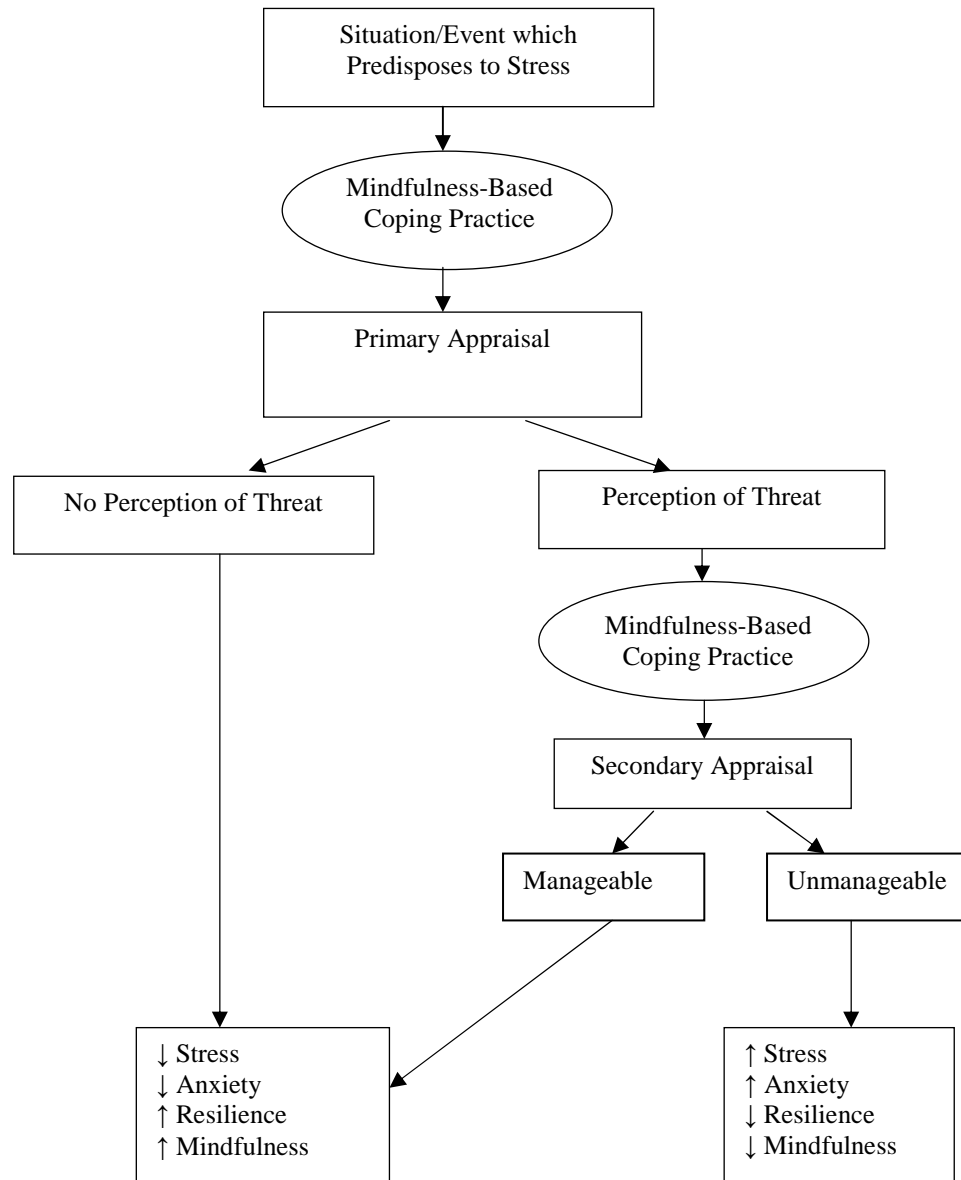 Situation/Event which
Predisposes to Stress
Mindfulness-Based
Coping Practice
Primary Appraisal
No Perception of Threat
Perception of Threat
Mindfulness-Based
Coping Practice
Secondary Appraisal
Manageable
Unmanageable
↓ Stress
↓ Anxiety
↑ Resilience
↑ Mindfulness
↑ Stress
↑ Anxiety
↓ Resilience
↓ Mindfulness